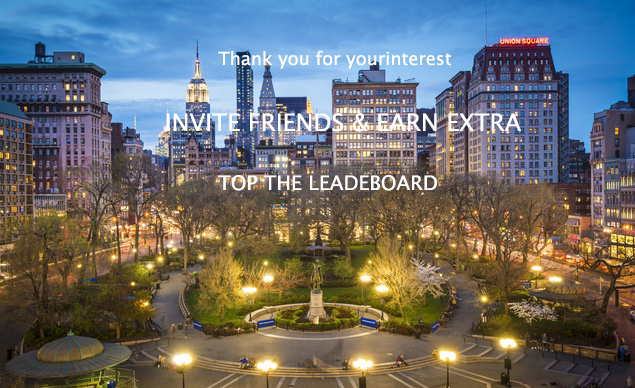 UNION SQUARE
Thank you for yourinterest
INVITE FRIENDS & EARN EXTRA
TOP THE LEADEBOARD